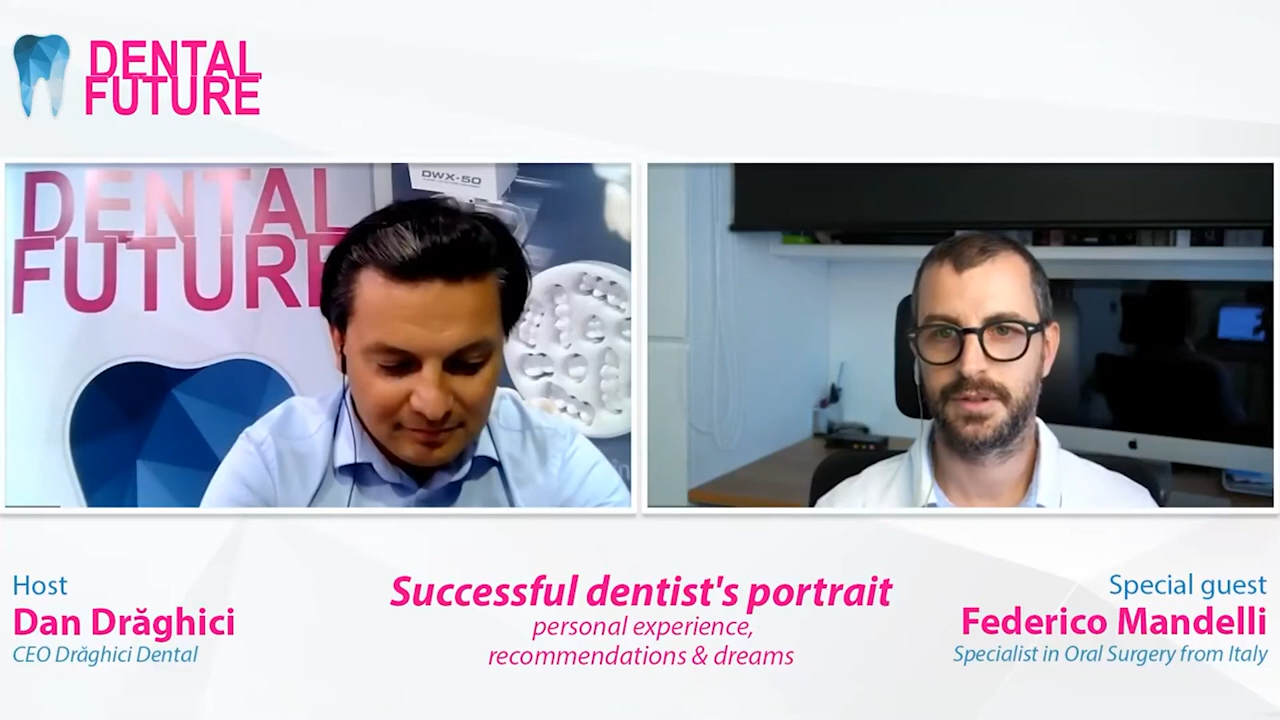 DENTAL
FUTURE
DENTAL
FUTURE
DWX-50
Host
Dan Drăghici
CEO Drăghici Dental
Successful dentist's portrait
personal experience,
recommendations & dreams
Special guest
Federico Mandelli
Specialist in Oral Surgery from Italy